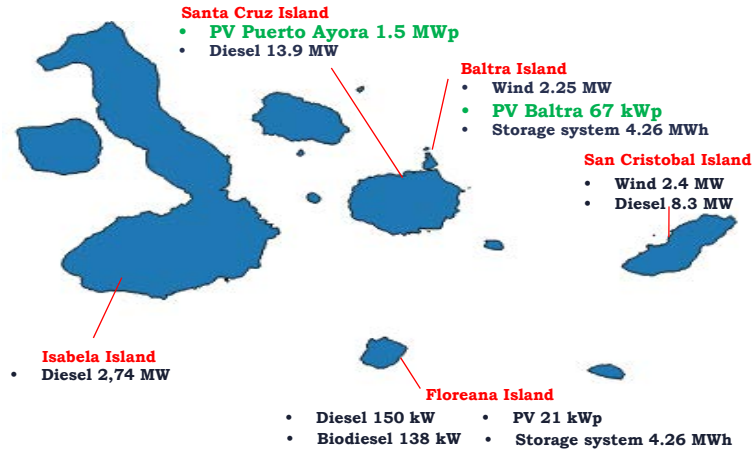 Santa Cruz Island
• PV Puerto Ayora 1.5 MWp
• Diesel 13.9 MW
Baltra Island
• Wind 2.25 MW
• PV Baltra 67 kWp
• Storage system 4.26 MWh
San Cristobal Island
• Wind 2.4 MW
• Diesel 8.3 MW
Isabela Island
• Diesel 2,74 MW
Floreana Island
• Diesel 150 kW • PV 21 kWp
• Biodiesel 138 kW • Storage system 4.26 MWh